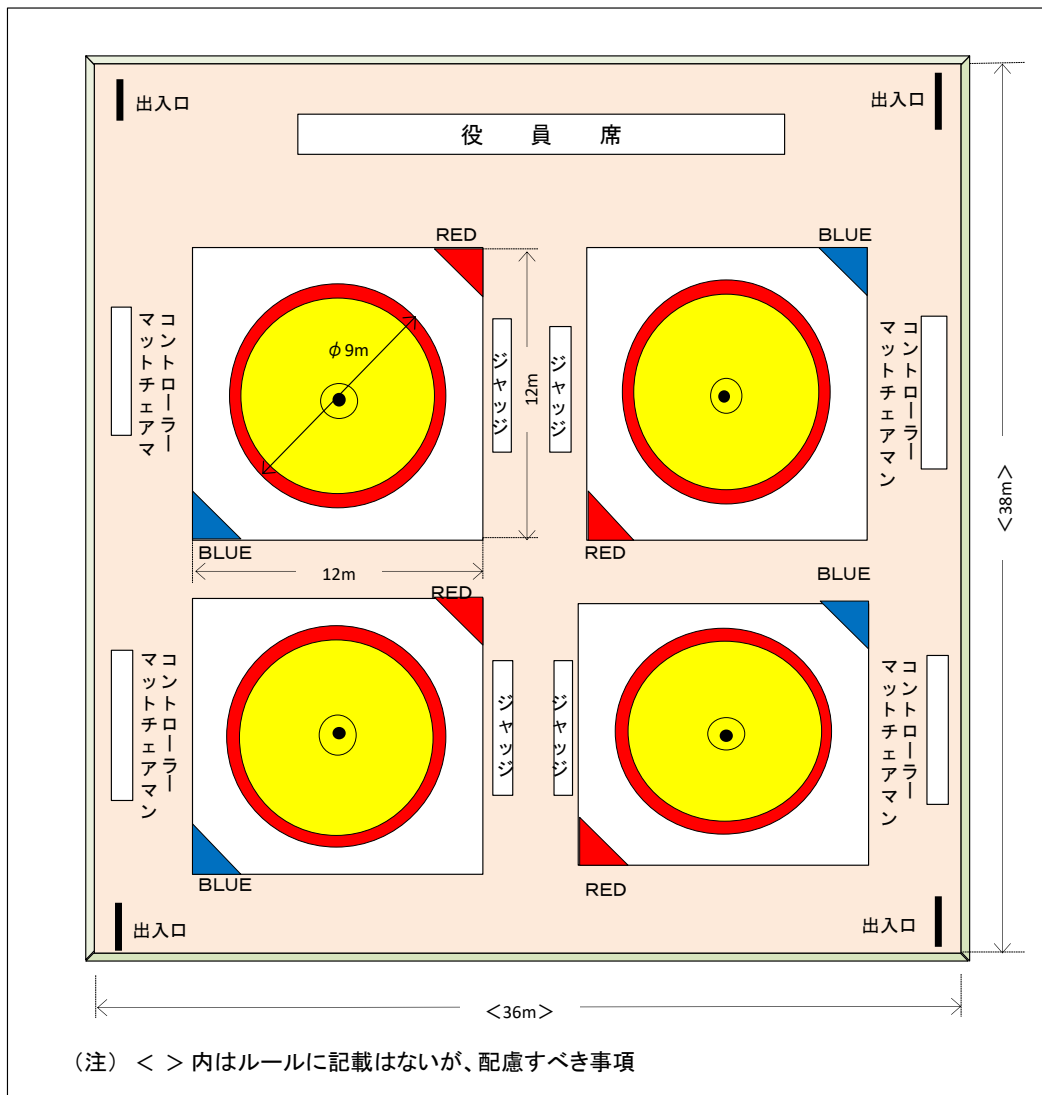 出入口
出入口
役 員 席
RED
BLUE
コントローラー
マットチェアマ
φ9m
ジャッジ
12m
ジャッジ
コントローラー
マットチェアマン
<38m>
BLUE
12m
RED
RED
BLUE
コントローラー
マットチェアマン
ジャッジ
ジャッジ
コントローラー
マットチェアマン
BLUE
RED
出入口
出入口
<36m>
(注) < > 内はルールに記載はないが、配慮すべき事項